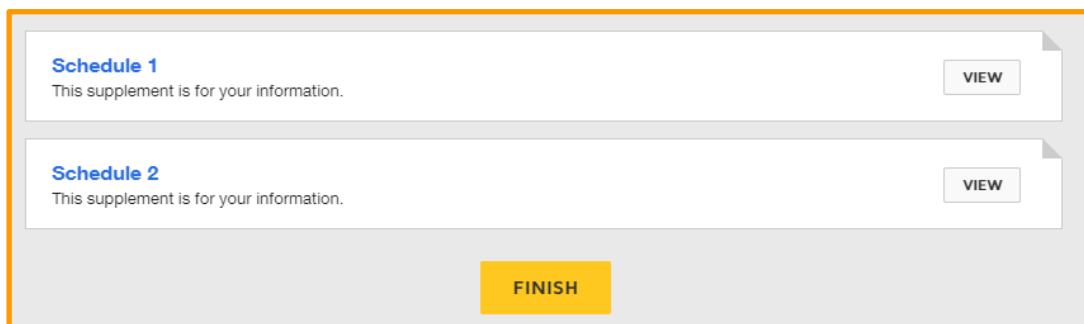 Schedule 1
This supplement is for your information.
VIEW
Schedule 2
This supplement is for your information.
VIEW
FINISH